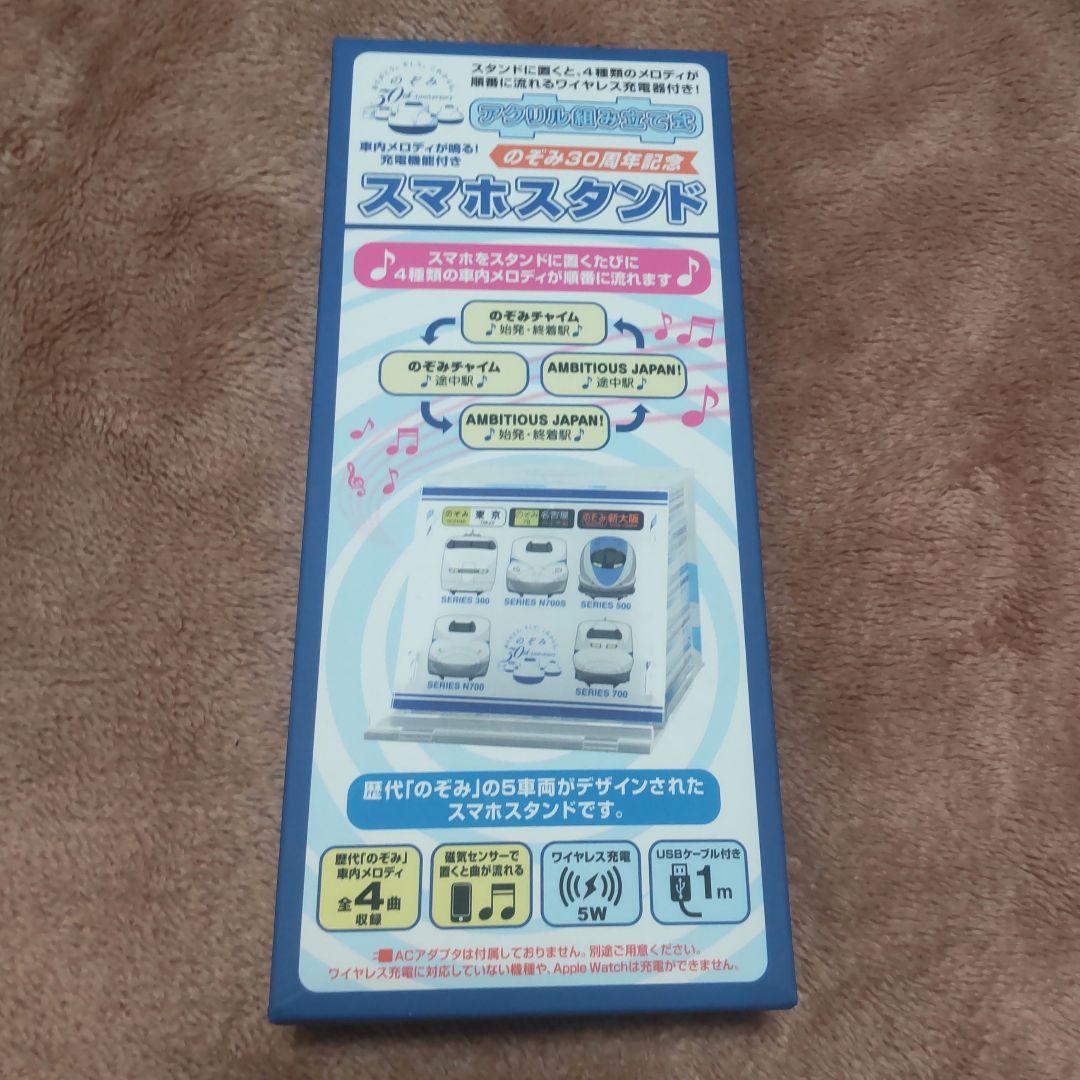 スタンドに置くと、4種類のメロディが
順番に流れるワイヤレス充電器付き!
ありがとう。そして、これからも。
のぞみ
30th Anniversary
アクリル組み立て式
車内メロディが鳴る!
充電機能付き
のぞみ30周年記念
スマホスタンド
スマホをスタンドに置くたびに
4種類の車内メロディが順番に流れます
のぞみチャイム
始発・終着駅
のぞみチャイム
途中駅
AMBITIOUS JAPAN!
途中駅
AMBITIOUS JAPAN!
始発・終着駅
のぞみ 東京
のぞみ 名古屋
のぞみ 新大阪
SERIES 300
SERIES N700S
SERIES 500
のぞみ
30th Anniversary
SERIES N700
SERIES 700
歴代「のぞみ」の5車両がデザインされた
スマホスタンドです。
歴代「のぞみ」
車内メロディ
全4曲
収録
磁気センサーで
置くと曲が流れる
ワイヤレス充電
5W
USBケーブル付き
1m
ACアダプタは付属しておりません。別途ご用意ください。
ワイヤレス充電に対応していない機種や、Apple Watchは充電ができません。